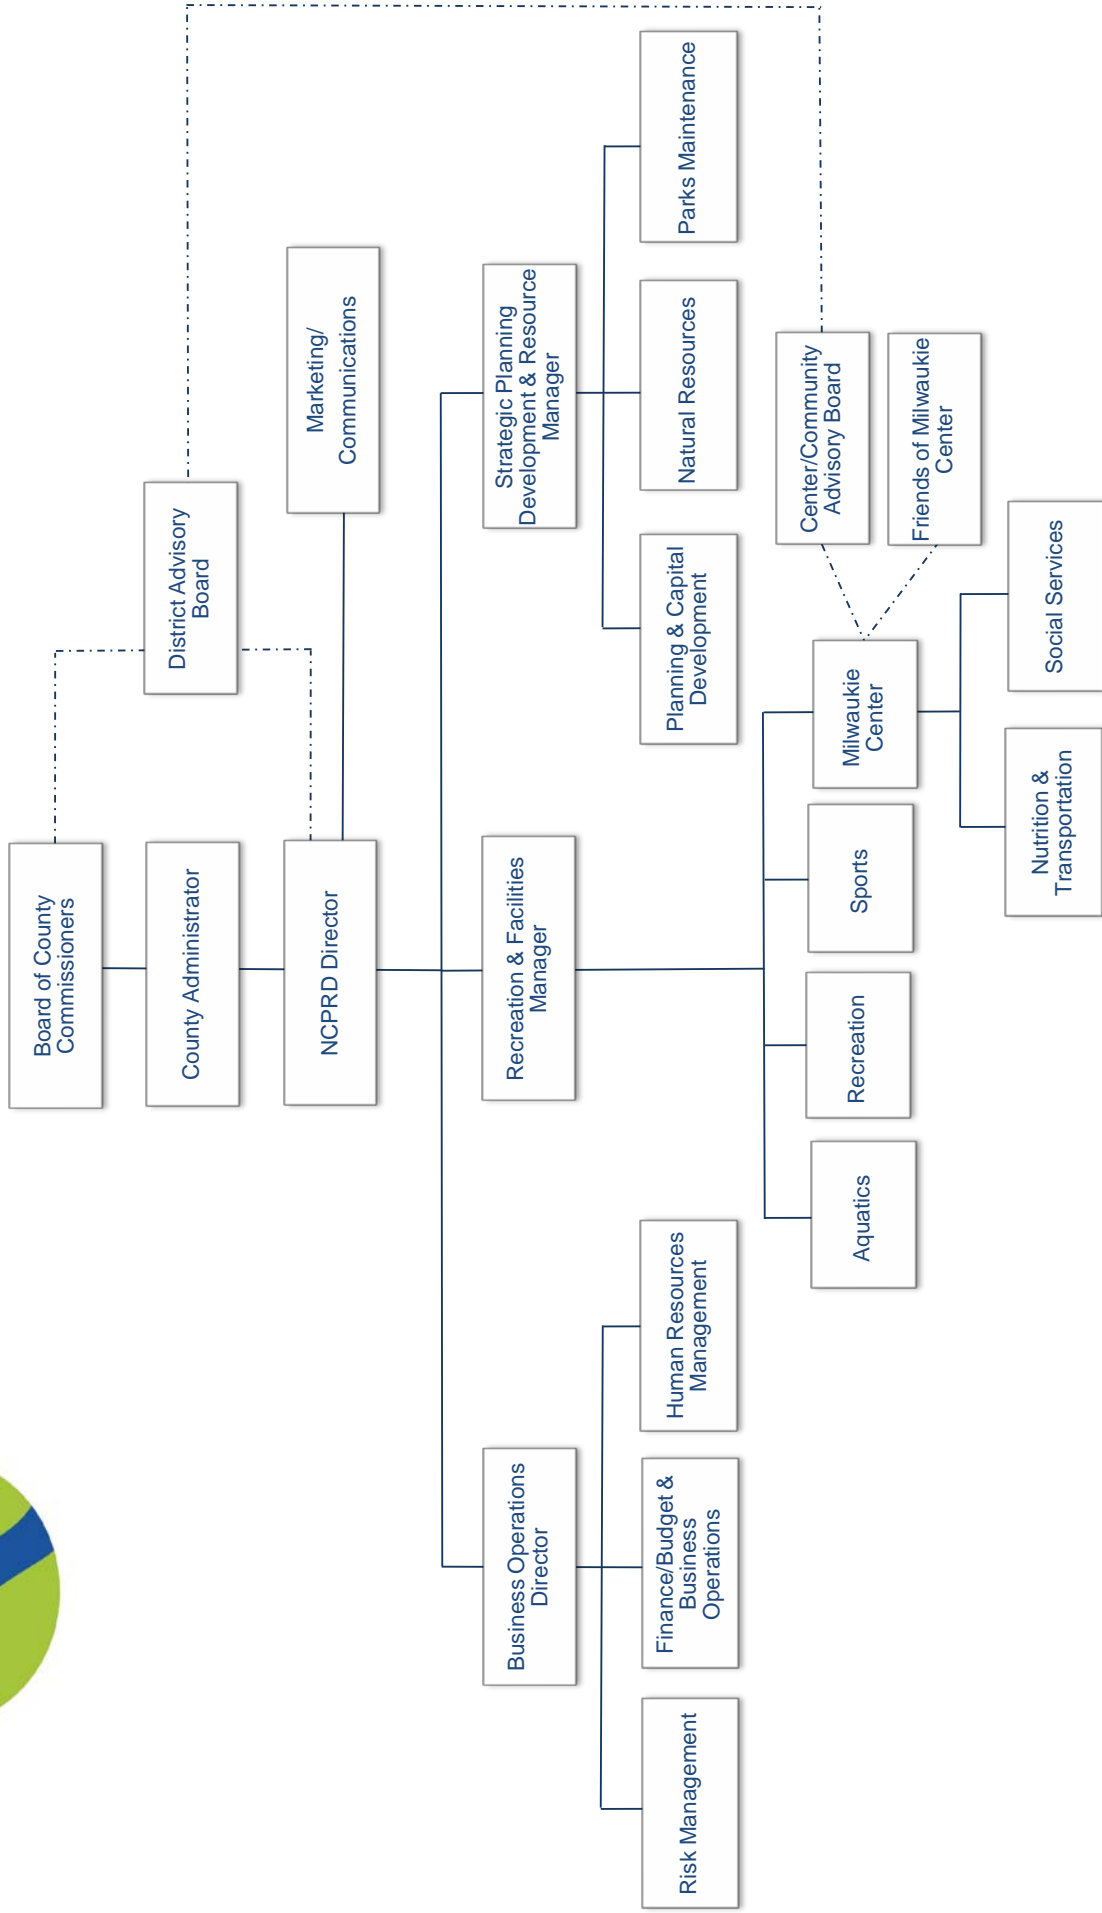 Board of County
Commissioners
County Administrator
District Advisory
Board
NCPRD Director
Marketing/
Communications
Business Operations
Director
Recreation & Facilities
Manager
Strategic Planning
Development & Resource
Manager
Risk Management
Finance/Budget &
Business
Operations
Human Resources
Management
Planning & Capital
Development
Natural Resources
Parks Maintenance
Aquatics
Recreation
Sports
Milwaukie
Center
Center/Community
Advisory Board
Friends of Milwaukie
Center
Nutrition &
Transportation
Social Services